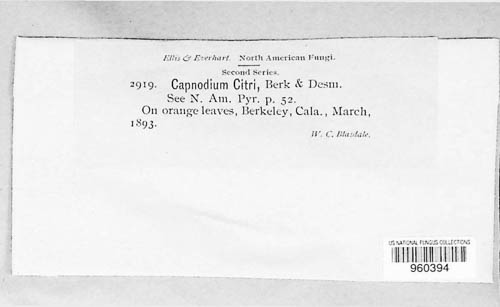 Ellis & Everhart. North American Fungi.
Second Series.
2919. Capnodium Citri, Berk & Desm.
See N. Am. Pyr. p. 52.
On orange leaves, Berkeley, Cala., March,
1893.
W. C. Blasdale.
US NATIONAL FUNGUS COLLECTIONS
960394